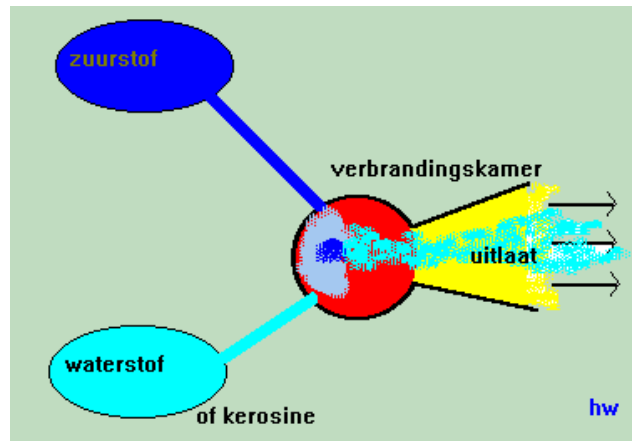 zuurstof
verbrandingskamer
uitlaat
waterstof
of kerosine
hw